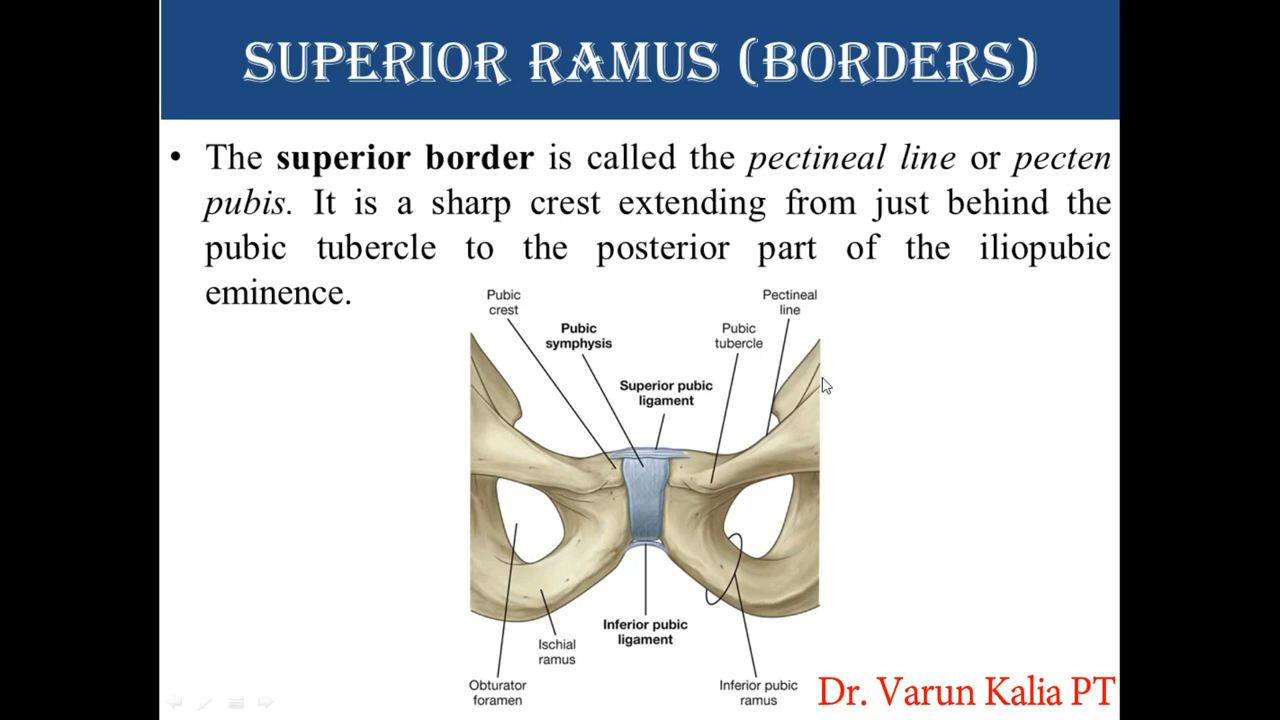 SUPERIOR RAMUS (BORDERS)
• The superior border is called the pectineal line or pecten
pubis. It is a sharp crest extending from just behind the
pubic tubercle to the posterior part of the iliopubic
eminence.
Pubic
crest
Pectineal
line
Pubic
symphysis
Pubic
tubercle
Superior pubic
ligament
Inferior pubic
ligament
Ischial
ramus
Obturator
foramen
Inferior pubic
ramus
Dr. Varun Kalia PT